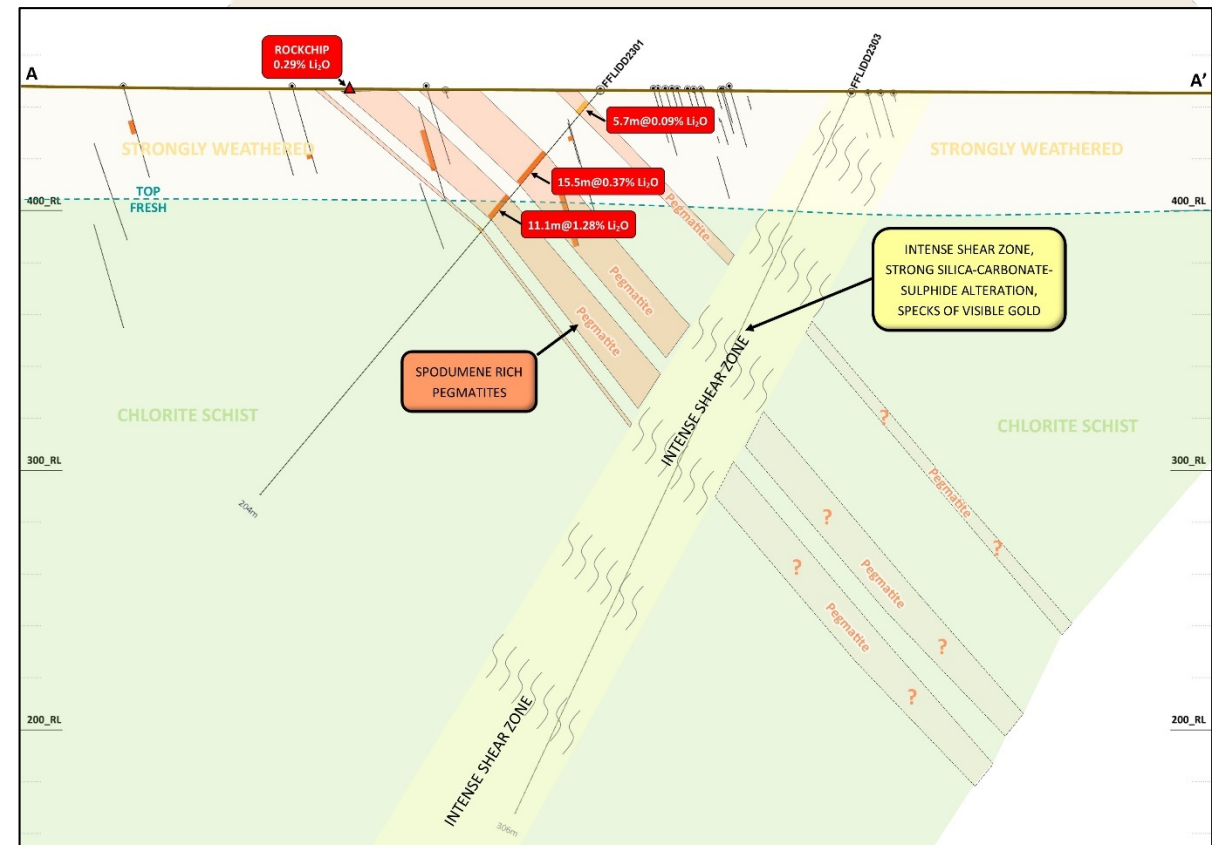 ROCKCHIP
0.29% Li₂O
A
A'
FFLIDD2301
FFLIDD2303
5.7m@0.09% Li₂O
STRONGLY WEATHERED
STRONGLY WEATHERED
15.5m@0.37% Li₂O
TOP
FRESH
400_RL
400_RL
11.1m@1.28% Li₂O
Pegmatite
INTENSE SHEAR ZONE,
STRONG SILICA-CARBONATE-
SULPHIDE ALTERATION,
SPECKS OF VISIBLE GOLD
Pegmatite
Pegmatite
SPODUMENE RICH
PEGMATITES
INTENSE SHEAR ZONE
CHLORITE SCHIST
CHLORITE SCHIST
?
300_RL
300_RL
Pegmatite
204m
?
?
?
Pegmatite
Pegmatite
?
?
200_RL
200_RL
INTENSE SHEAR ZONE
306m